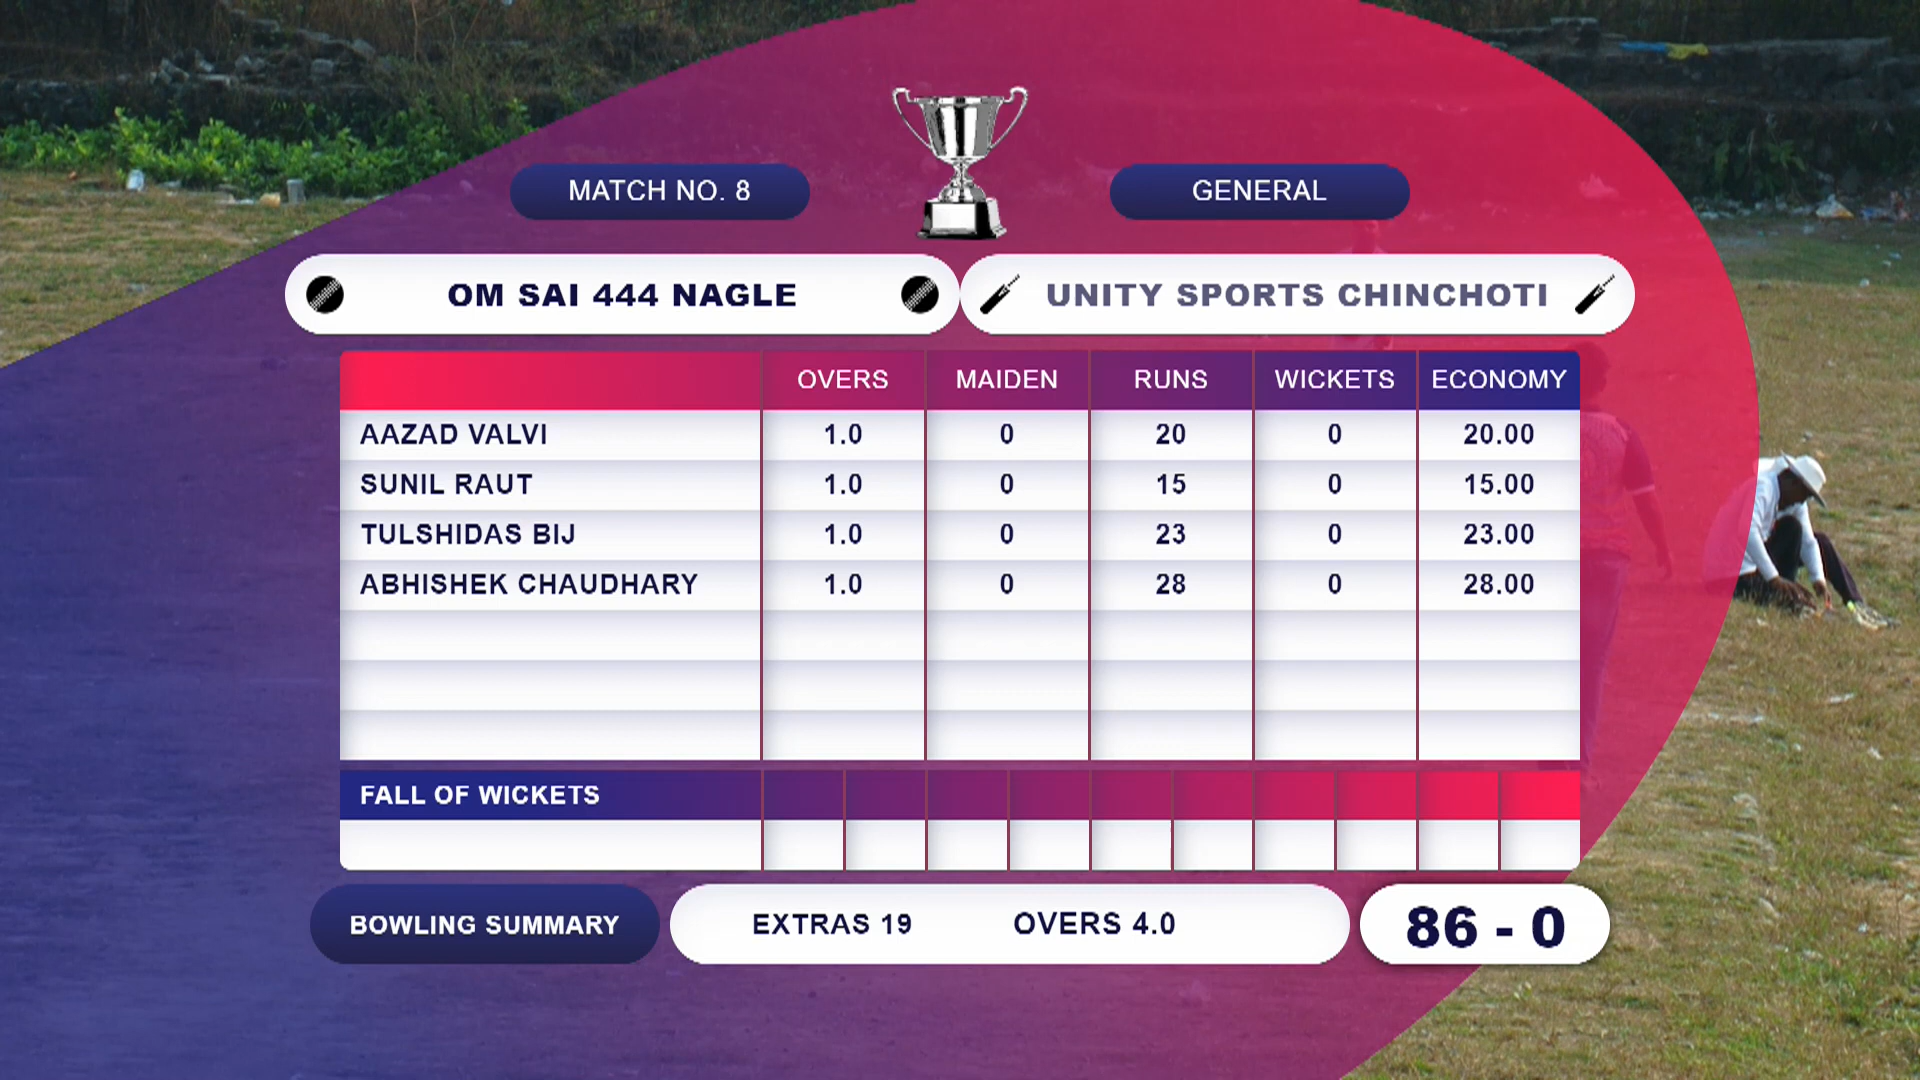 MATCH NO. 8
GENERAL
OM SAI 444 NAGLE
UNITY SPORTS CHINCHOTI
OVERS MAIDEN RUNS WICKETS ECONOMY
AAZAD VALVI 1.0 0 20 0 20.00
SUNIL RAUT 1.0 0 15 0 15.00
TULSHIDAS BIJ 1.0 0 23 0 23.00
ABHISHEK CHAUDHARY 1.0 0 28 0 28.00
FALL OF WICKETS
BOWLING SUMMARY EXTRAS 19 OVERS 4.0 86 - 0